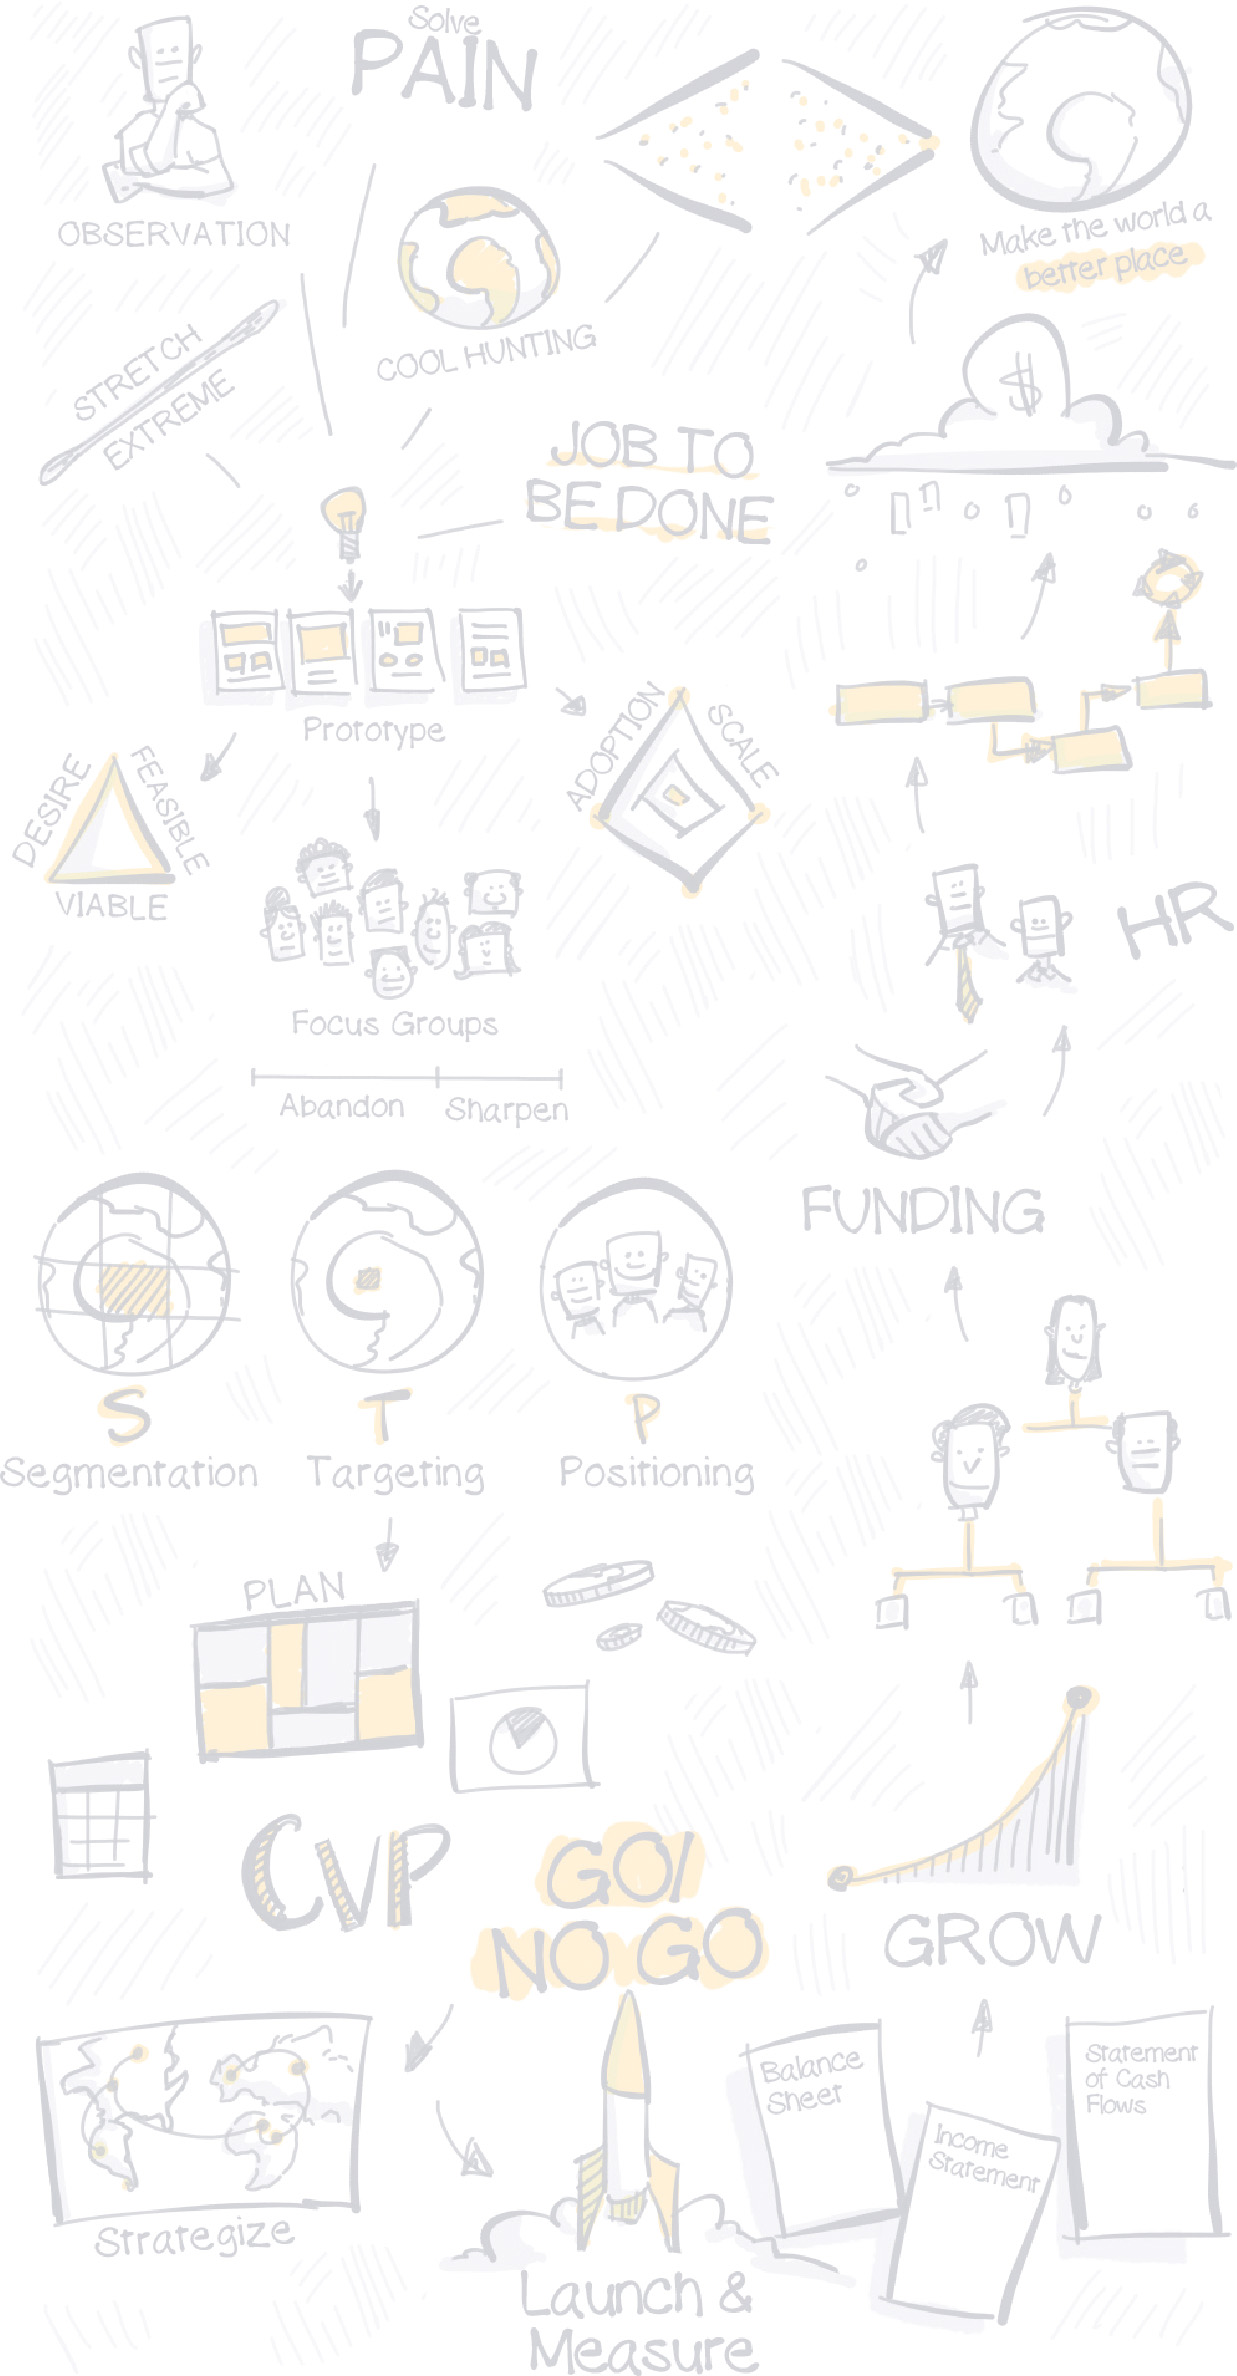 Solve
PAIN
OBSERVATION
Make the world a
better place
COOL HUNTING
STRETCH
EXTREME
$
JOB TO
BE DONE
Prototype
ADOPTION
SCALE
DESIRE
FEASIBLE
VIABLE
HR
Focus Groups
Abandon
Sharpen
FUNDING
S
T
P
Segmentation
Targeting
Positioning
PLAN
CVP
GO/
NO GO
GROW
Balance
Sheet
Income
Statement
Statement
of Cash
Flows
Strategize
Launch &
Measure